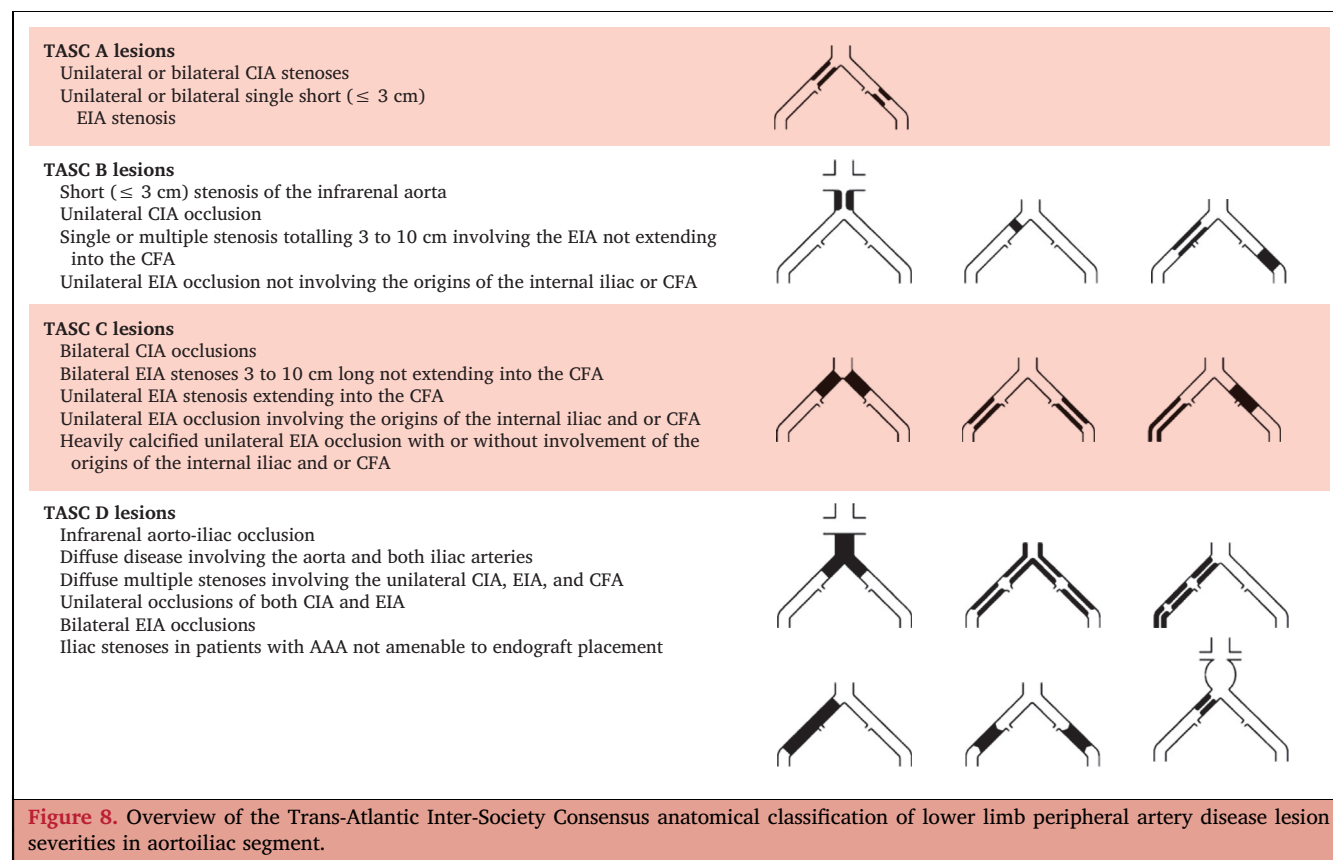 TASC A lesions
Unilateral or bilateral CIA stenoses
Unilateral or bilateral single short (≤ 3 cm)
EIA stenosis
TASC B lesions
Short (≤ 3 cm) stenosis of the infrarenal aorta
Unilateral CIA occlusion
Single or multiple stenosis totalling 3 to 10 cm involving the EIA not extending
into the CFA
Unilateral EIA occlusion not involving the origins of the internal iliac or CFA
TASC C lesions
Bilateral CIA occlusions
Bilateral EIA stenoses 3 to 10 cm long not extending into the CFA
Unilateral EIA stenosis extending into the CFA
Unilateral EIA occlusion involving the origins of the internal iliac and or CFA
Heavily calcified unilateral EIA occlusion with or without involvement of the
origins of the internal iliac and or CFA
TASC D lesions
Infrarenal aorto-iliac occlusion
Diffuse disease involving the aorta and both iliac arteries
Diffuse multiple stenoses involving the unilateral CIA, EIA, and CFA
Unilateral occlusions of both CIA and EIA
Bilateral EIA occlusions
Iliac stenoses in patients with AAA not amenable to endograft placement
Figure 8. Overview of the Trans-Atlantic Inter-Society Consensus anatomical classification of lower limb peripheral artery disease lesion
severities in aortoiliac segment.